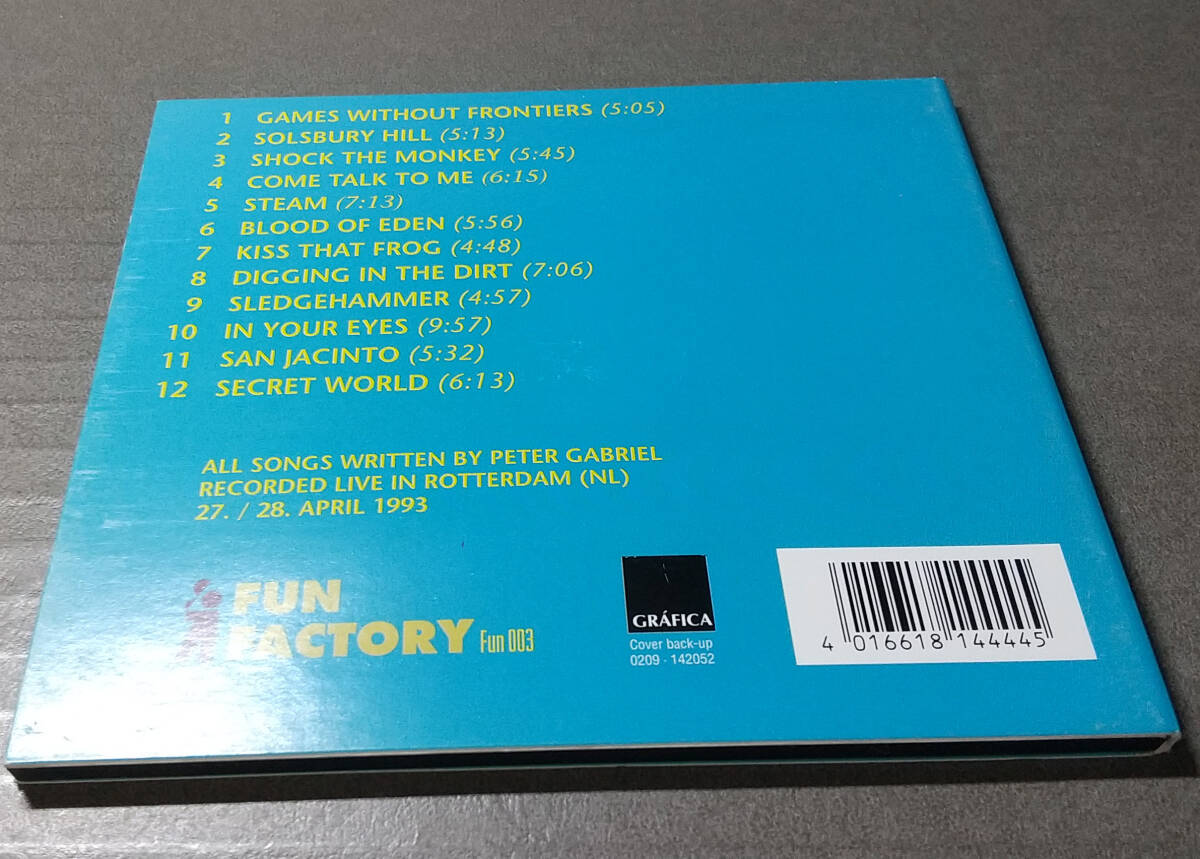 1 GAMES WITHOUT FRONTIERS (5:05)
2 SOLSBURY HILL (5:13)
3 SHOCK THE MONKEY (5:45)
4 COME TALK TO ME (6:15)
5 STEAM (7:13)
6 BLOOD OF EDEN (5:56)
7 KISS THAT FROG (4:48)
8 DIGGING IN THE DIRT (7:06)
9 SLEDGEHAMMER (4:57)
10 IN YOUR EYES (9:57)
11 SAN JACINTO (5:32)
12 SECRET WORLD (6:13)
ALL SONGS WRITTEN BY PETER GABRIEL
RECORDED LIVE IN ROTTERDAM (NL)
27. / 28. APRIL 1993
FUN
FACTORY Fun 003
GRÁFICA
Cover back-up
0209 · 142052
4 016618 144445